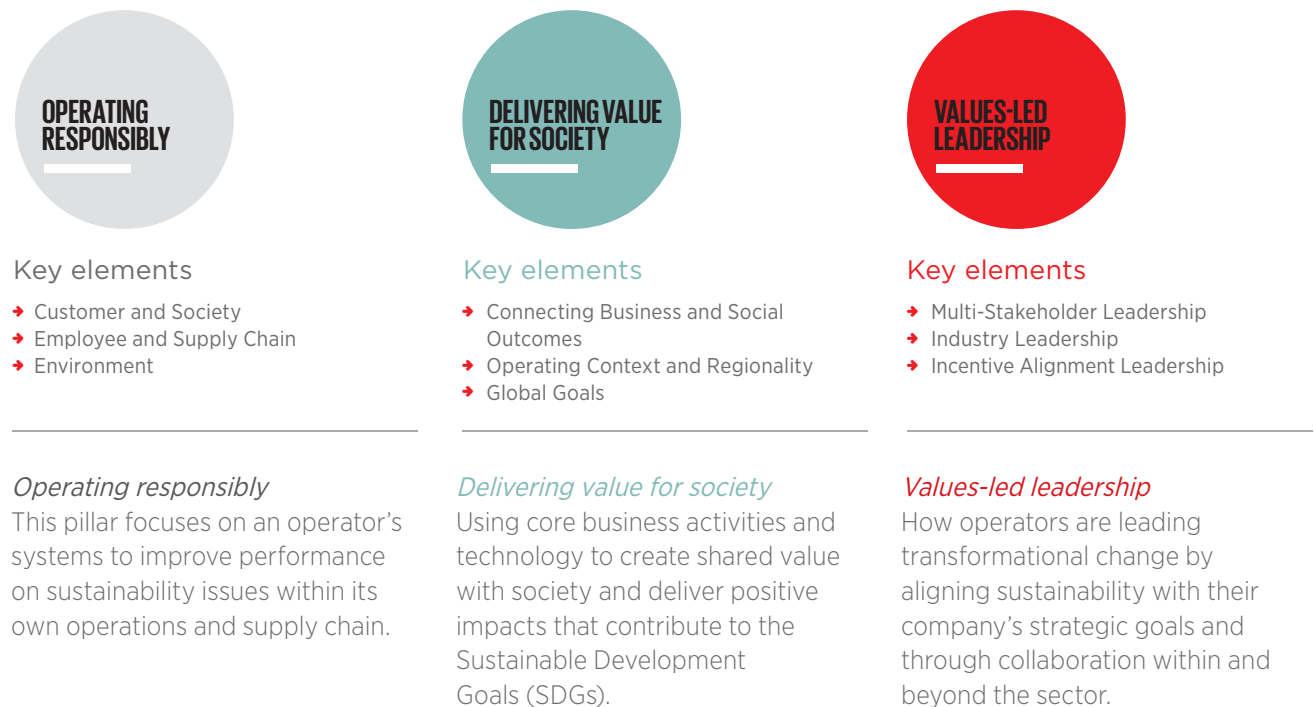 OPERATING
RESPONSIBLY
Key elements
Customer and Society
Employee and Supply Chain
Environment
Operating responsibly
This pillar focuses on an operator’s
systems to improve performance
on sustainability issues within its
own operations and supply chain.
DELIVERING VALUE
FOR SOCIETY
Key elements
Connecting Business and Social
Outcomes
Operating Context and Regionality
Global Goals
Delivering value for society
Using core business activities and
technology to create shared value
with society and deliver positive
impacts that contribute to the
Sustainable Development
Goals (SDGs).
VALUES-LED
LEADERSHIP
Key elements
Multi-Stakeholder Leadership
Industry Leadership
Incentive Alignment Leadership
Values-led leadership
How operators are leading
transformational change by
aligning sustainability with their
company’s strategic goals and
through collaboration within and
beyond the sector.